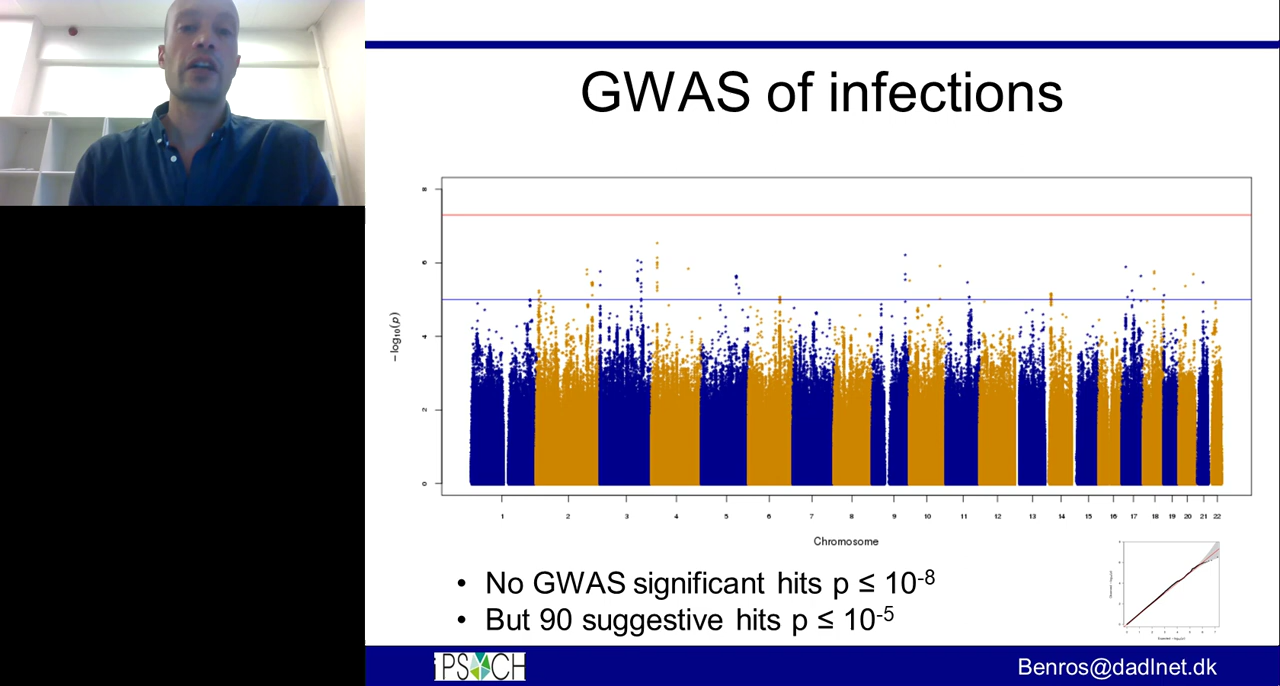 GWAS of infections
8
6
4
2
0
−log₁₀(p)
1 2 3 4 5 6 7 8 9 10 11 12 13 14 15 16 17 18 19 20 21 22
Chromosome
• No GWAS significant hits p ≤ 10⁻⁸
• But 90 suggestive hits p ≤ 10⁻⁵
iPSYCH
Benros@dadlnet.dk